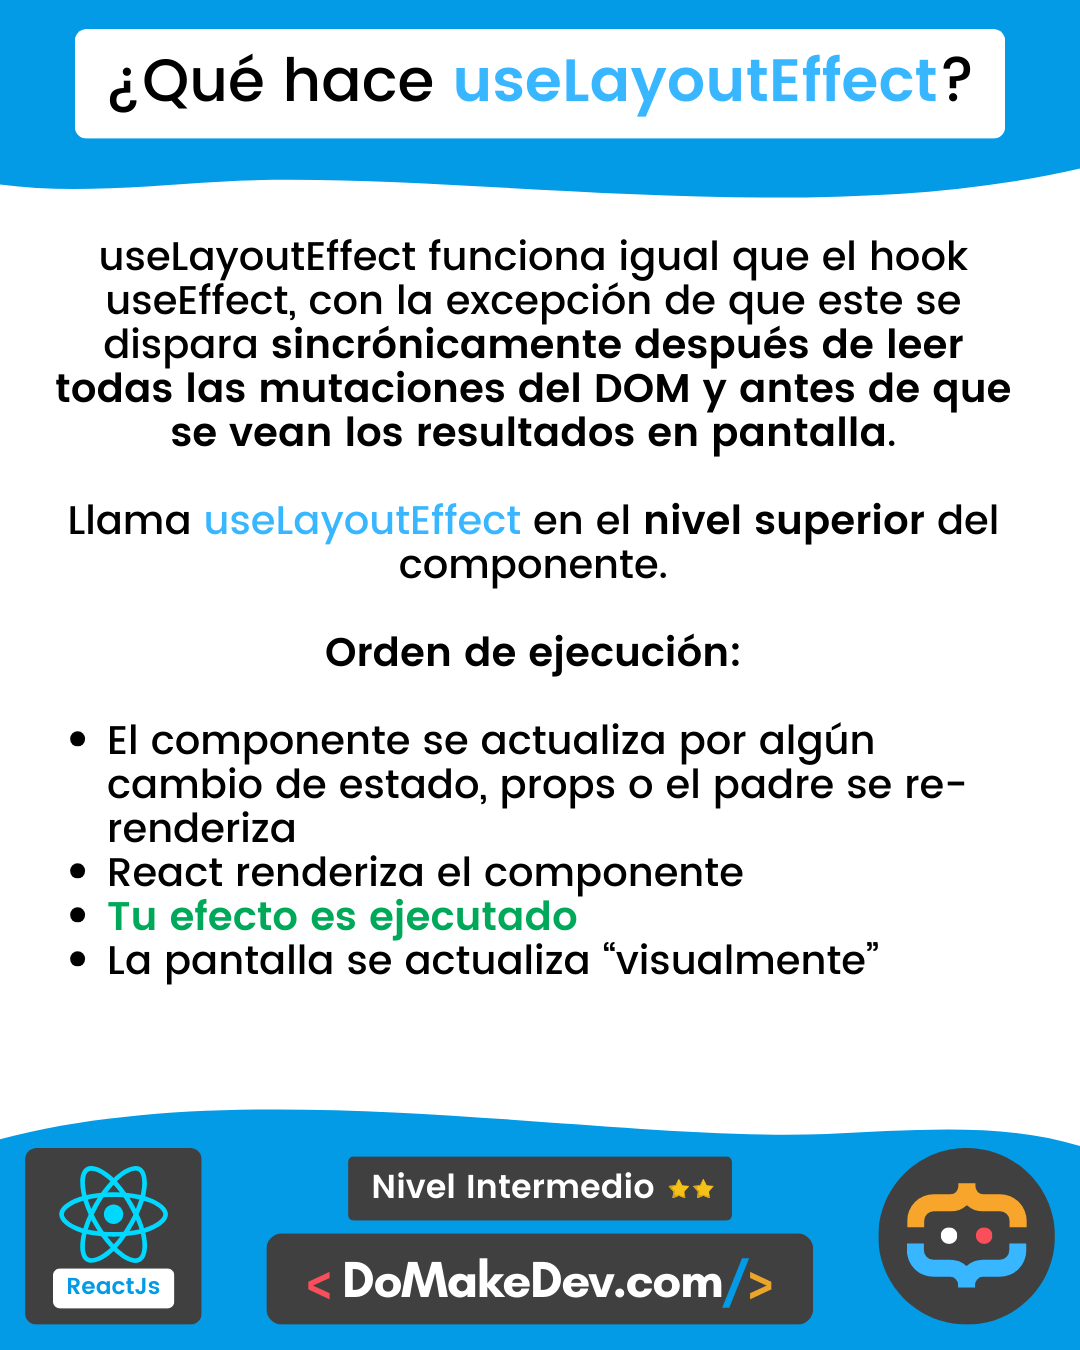 ¿Qué hace useLayoutEffect?
useLayoutEffect funciona igual que el hook
useEffect, con la excepción de que este se
dispara sincrónicamente después de leer
todas las mutaciones del DOM y antes de que
se vean los resultados en pantalla.
Llama useLayoutEffect en el nivel superior del
componente.
Orden de ejecución:
• El componente se actualiza por algún
cambio de estado, props o el padre se re-
renderiza
• React renderiza el componente
• Tu efecto es ejecutado
• La pantalla se actualiza “visualmente”
Nivel Intermedio
ReactJs
< DoMakeDev.com/>